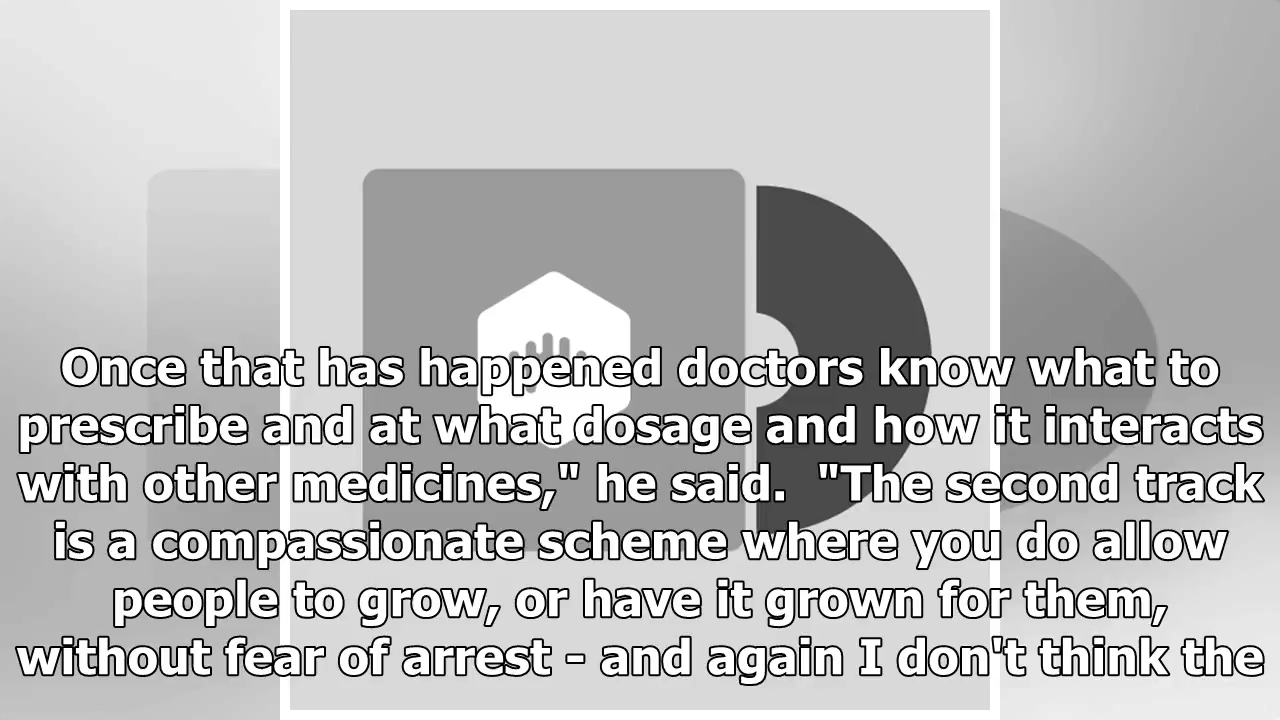 Once that has happened doctors know what to
prescribe and at what dosage and how it interacts
with other medicines," he said.  "The second track
is a compassionate scheme where you do allow
people to grow, or have it grown for them,
without fear of arrest - and again I don't think the